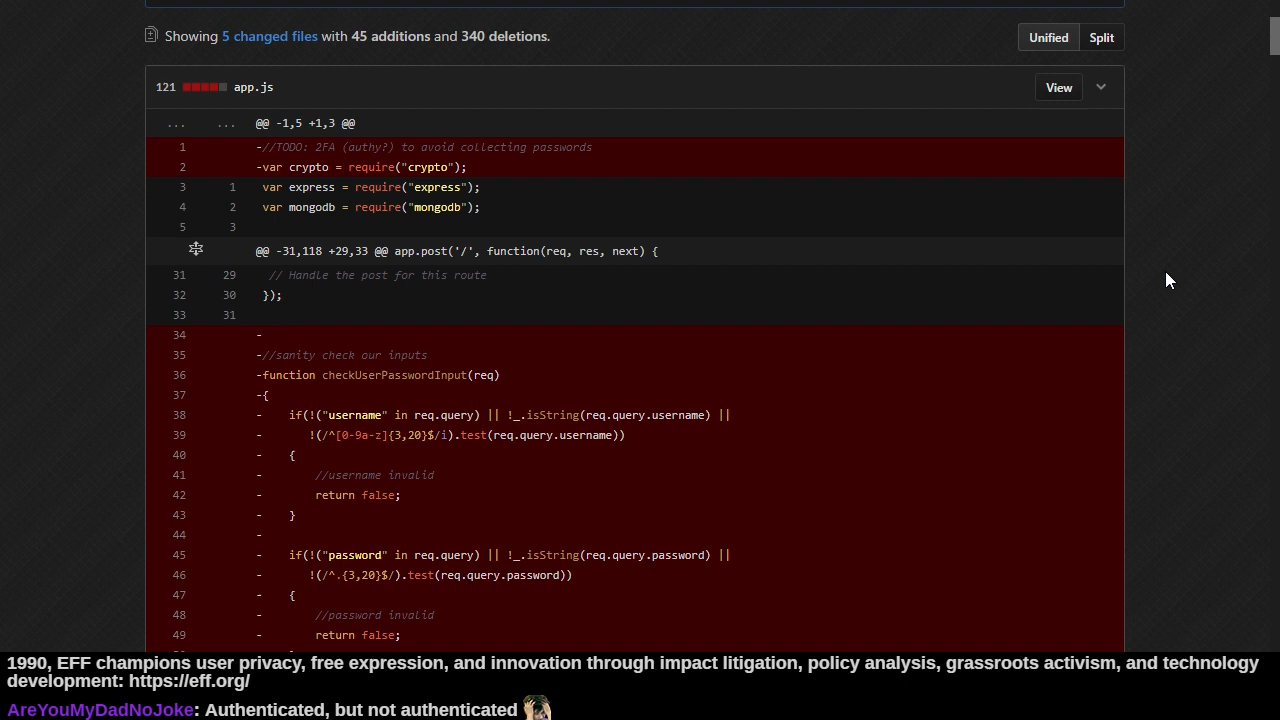 Showing 5 changed files with 45 additions and 340 deletions.
Unified Split
121 app.js View
... ... @@ -1,5 +1,3 @@
1 -//TODO: 2FA (authy?) to avoid collecting passwords
2 -var crypto = require("crypto");
3 1 var express = require("express");
4 2 var mongodb = require("mongodb");
5 3
@@ -31,118 +29,33 @@ app.post('/', function(req, res, next) {
31 29 // Handle the post for this route
32 30 });
33 31
34 -
35 -//sanity check our inputs
36 -function checkUserPasswordInput(req)
37 -{
38 - if(!("username" in req.query) || !_.isString(req.query.username) ||
39 - !(/^[0-9a-z]{3,20}$/i).test(req.query.username))
40 - {
41 - //username invalid
42 - return false;
43 - }
44 -
45 - if(!("password" in req.query) || !_.isString(req.query.password) ||
46 - !(/^.{3,20}$/).test(req.query.password))
47 - {
48 - //password invalid
49 - return false;
1990, EFF champions user privacy, free expression, and innovation through impact litigation, policy analysis, grassroots activism, and technology
development: https://eff.org/
AreYouMyDadNoJoke: Authenticated, but not authenticated